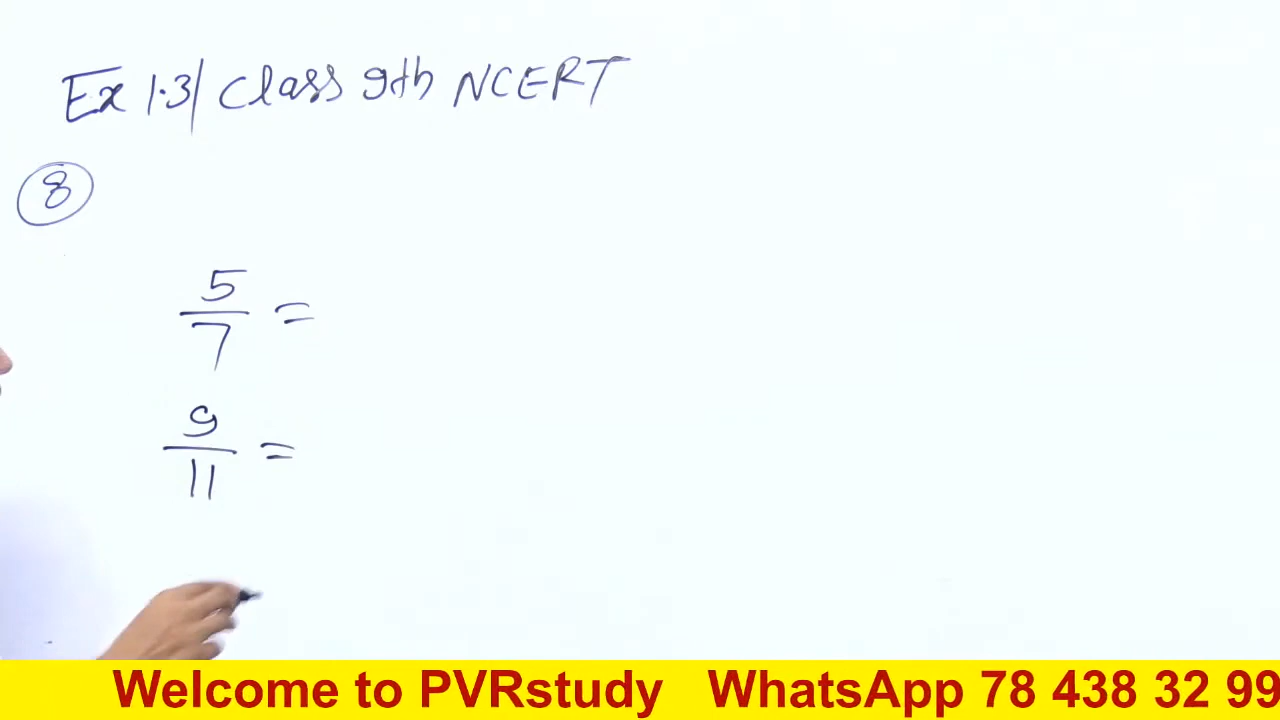 Ex 1.3| Class 9th NCERT
8
5/7 =
9/11 =
Welcome to PVRstudy WhatsApp 78 438 32 99